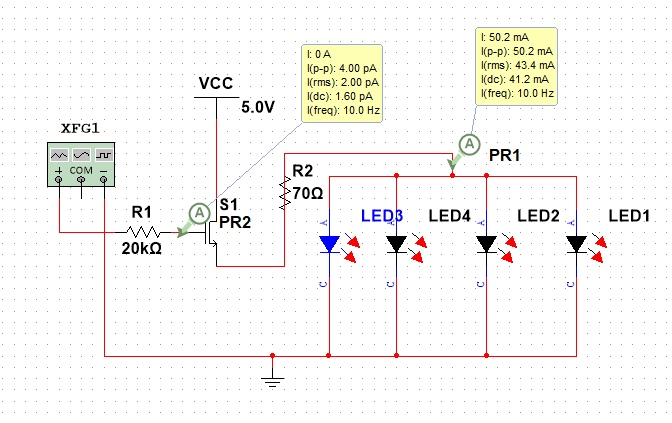 I: 50.2 mA
I(p-p): 50.2 mA
I(rms): 43.4 mA
I(dc): 41.2 mA
I(freq): 10.0 Hz
I: 0 A
I(p-p): 4.00 pA
I(rms): 2.00 pA
I(dc): 1.60 pA
I(freq): 10.0 Hz
VCC
5.0V
XFG1
+ COM −
A
PR1
R2
70Ω
R1
20kΩ
A
S1
PR2
A
LED3
A
LED4
A
LED2
A
LED1
C
C
C
C